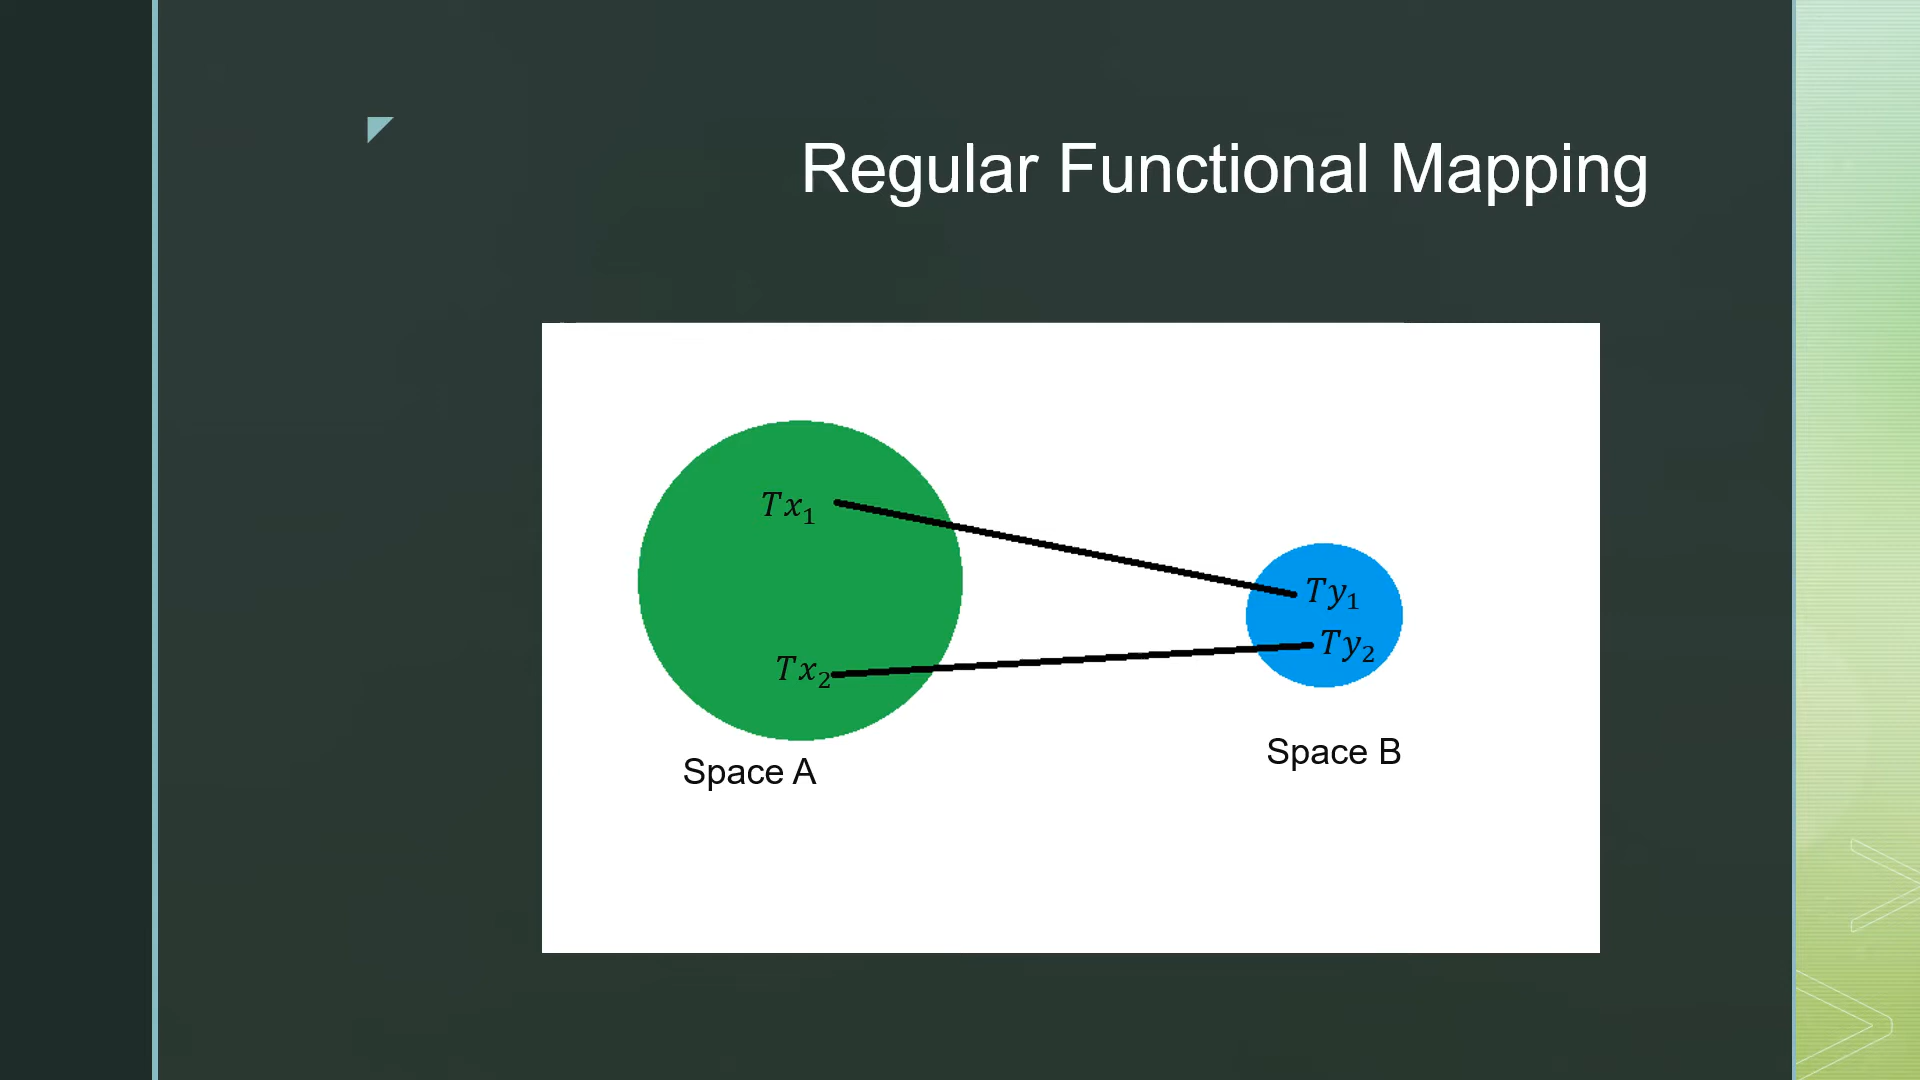 Regular Functional Mapping
Tx₁
Ty₁
Ty₂
Tx₂
Space B
Space A